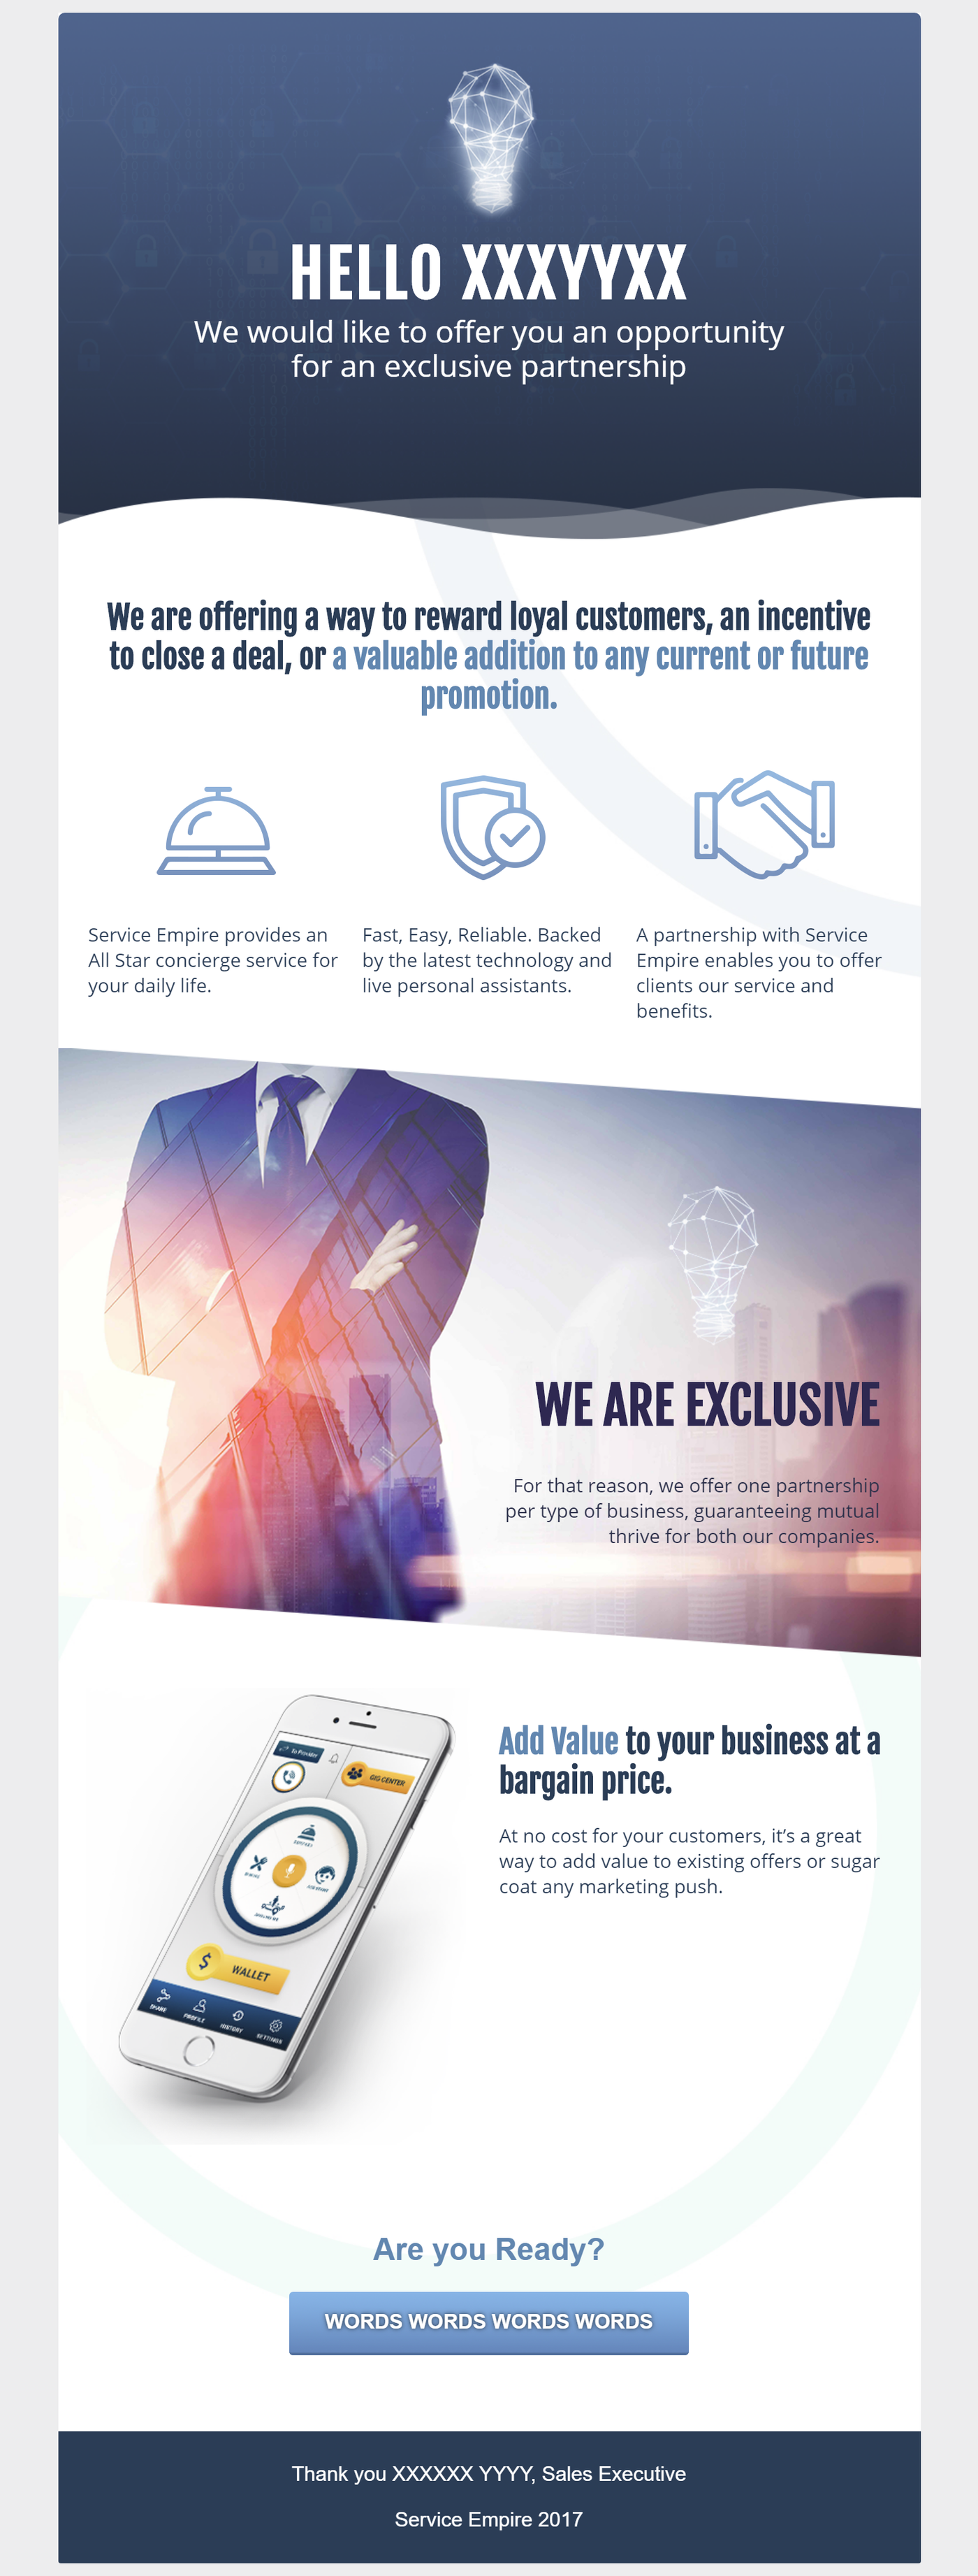 HELLO XXXYYXX
We would like to offer you an opportunity
for an exclusive partnership
We are offering a way to reward loyal customers, an incentive
to close a deal, or a valuable addition to any current or future
promotion.
Service Empire provides an
All Star concierge service for
your daily life.
Fast, Easy, Reliable. Backed
by the latest technology and
live personal assistants.
A partnership with Service
Empire enables you to offer
clients our service and
benefits.
WE ARE EXCLUSIVE
For that reason, we offer one partnership
per type of business, guaranteeing mutual
thrive for both our companies.
To Provider
GIG CENTER
$
WALLET
SHARE
PROFILE
HISTORY
SETTINGS
Add Value to your business at a
bargain price.
At no cost for your customers, it’s a great
way to add value to existing offers or sugar
coat any marketing push.
Are you Ready?
WORDS WORDS WORDS WORDS
Thank you XXXXXX YYYY, Sales Executive
Service Empire 2017